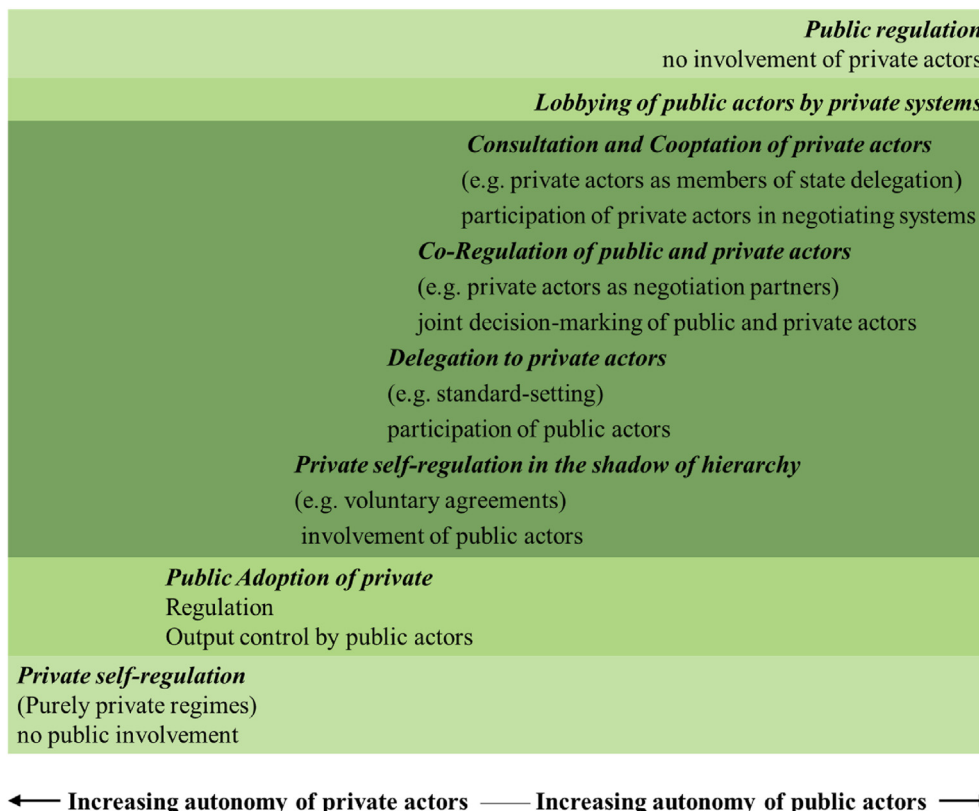 Public regulation
no involvement of private actors
Lobbying of public actors by private systems
Consultation and Cooptation of private actors
(e.g. private actors as members of state delegation)
participation of private actors in negotiating systems
Co-Regulation of public and private actors
(e.g. private actors as negotiation partners)
joint decision-marking of public and private actors
Delegation to private actors
(e.g. standard-setting)
participation of public actors
Private self-regulation in the shadow of hierarchy
(e.g. voluntary agreements)
involvement of public actors
Public Adoption of private
Regulation
Output control by public actors
Private self-regulation
(Purely private regimes)
no public involvement
Increasing autonomy of private actors Increasing autonomy of public actors